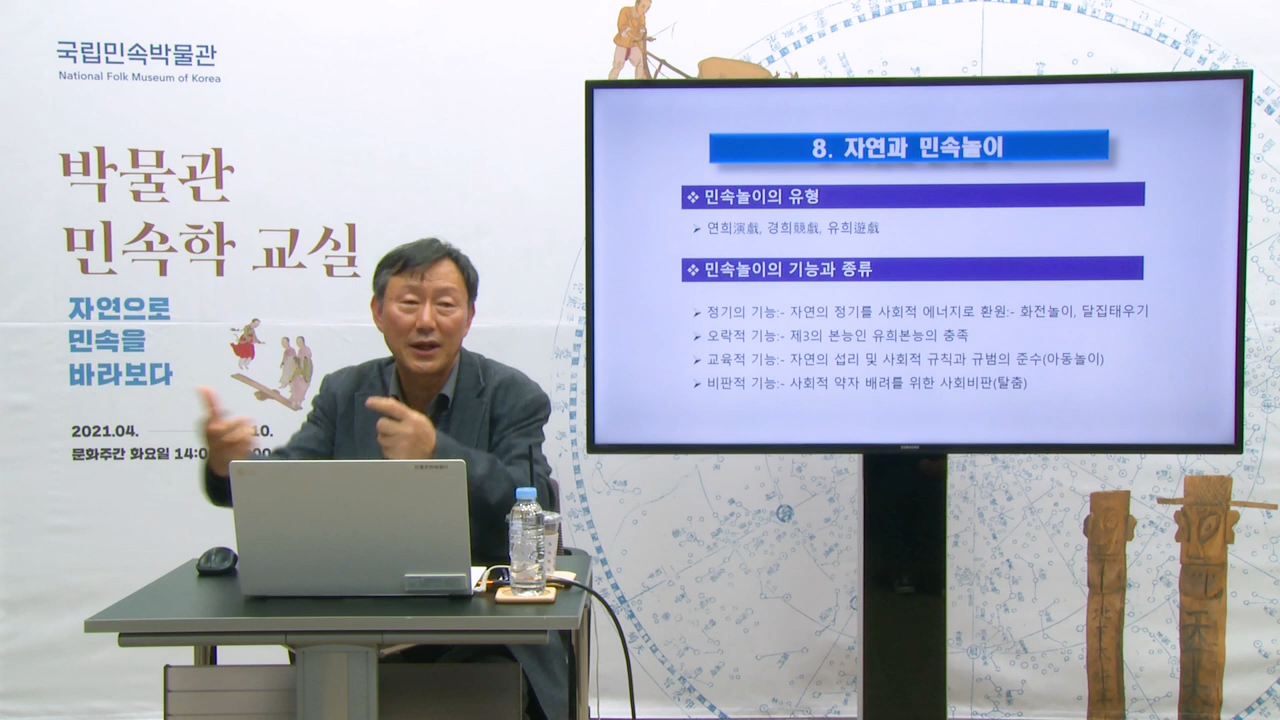 국립민속박물관
National Folk Museum of Korea
박물관
민속학 교실
자연으로
민속을
바라보다
2021.04. 10.
문화주간 화요일 14:0
8. 자연과 민속놀이
❖ 민속놀이의 유형
➢ 연희演戲, 경희競戲, 유희遊戲
❖ 민속놀이의 기능과 종류
➢ 정기의 기능:- 자연의 정기를 사회적 에너지로 환원:- 화전놀이, 달집태우기
➢ 오락적 기능:- 제3의 본능인 유희본능의 충족
➢ 교육적 기능:- 자연의 섭리 및 사회적 규칙과 규범의 준수(아동놀이)
➢ 비판적 기능:- 사회적 약자 배려를 위한 사회비판(탈춤)
SAMSUNG